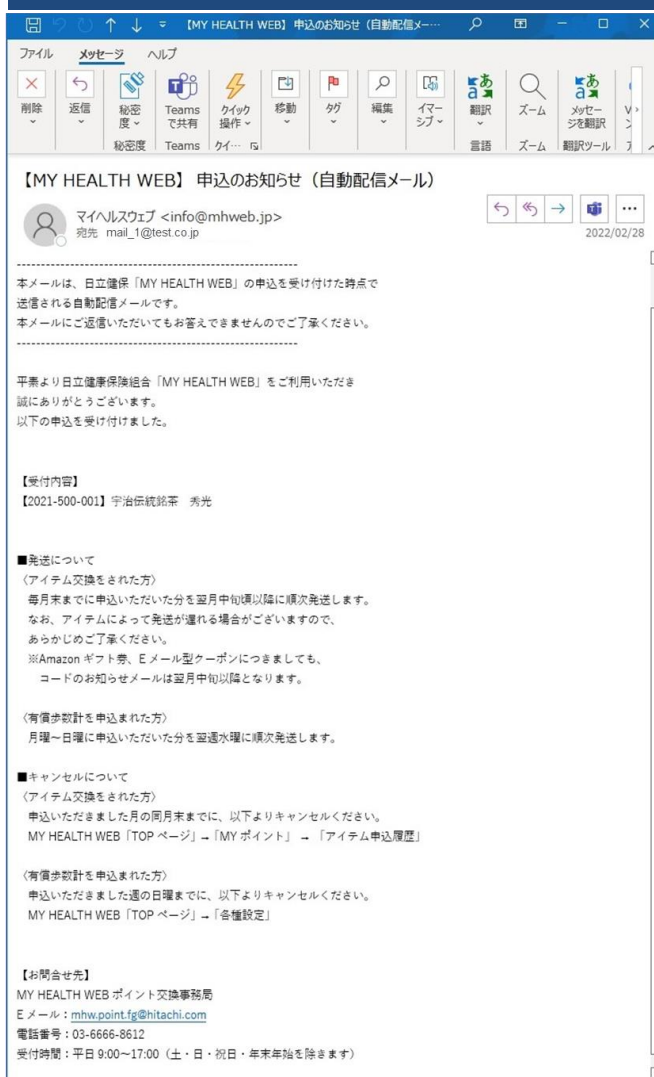 【MY HEALTH WEB】申込のお知らせ（自動配信メー…
ファイル メッセージ ヘルプ
削除 返信 秘密度 Teamsで共有 クイック操作 移動 タグ 編集 イマーシブ 翻訳 ズーム メッセージを翻訳
秘密度 Teams クイ… 言語 ズーム 翻訳ツール
【MY HEALTH WEB】 申込のお知らせ（自動配信メール）
マイヘルスウェブ <info@mhweb.jp>
宛先 mail_1@test.co.jp
2022/02/28
----------------------------------------------------------
本メールは、日立健保「MY HEALTH WEB」の申込を受け付けた時点で
送信される自動配信メールです。
本メールにご返信いただいてもお答えできませんのでご了承ください。
----------------------------------------------------------
平素より日立健康保険組合「MY HEALTH WEB」をご利用いただき
誠にありがとうございます。
以下の申込を受け付けました。
【受付内容】
【2021-500-001】宇治伝統銘茶　秀光
■発送について
〈アイテム交換をされた方〉
毎月末までに申込いただいた分を翌月中旬頃以降に順次発送します。
なお、アイテムによって発送が遅れる場合がございますので、
あらかじめご了承ください。
※Amazon ギフト券、E メール型クーポンにつきましても、
コードのお知らせメールは翌月中旬以降となります。
〈有償歩数計を申込まれた方〉
月曜～日曜に申込いただいた分を翌週水曜に順次発送します。
■キャンセルについて
〈アイテム交換をされた方〉
申込いただきました月の同月末までに、以下よりキャンセルください。
MY HEALTH WEB「TOP ページ」→「MY ポイント」 → 「アイテム申込履歴」
〈有償歩数計を申込まれた方〉
申込いただきました週の日曜までに、以下よりキャンセルください。
MY HEALTH WEB「TOP ページ」→「各種設定」
【お問合せ先】
MY HEALTH WEB ポイント交換事務局
E メール：mhw.point.fg@hitachi.com
電話番号：03-6666-8612
受付時間：平日 9:00～17:00（土・日・祝日・年末年始を除きます）